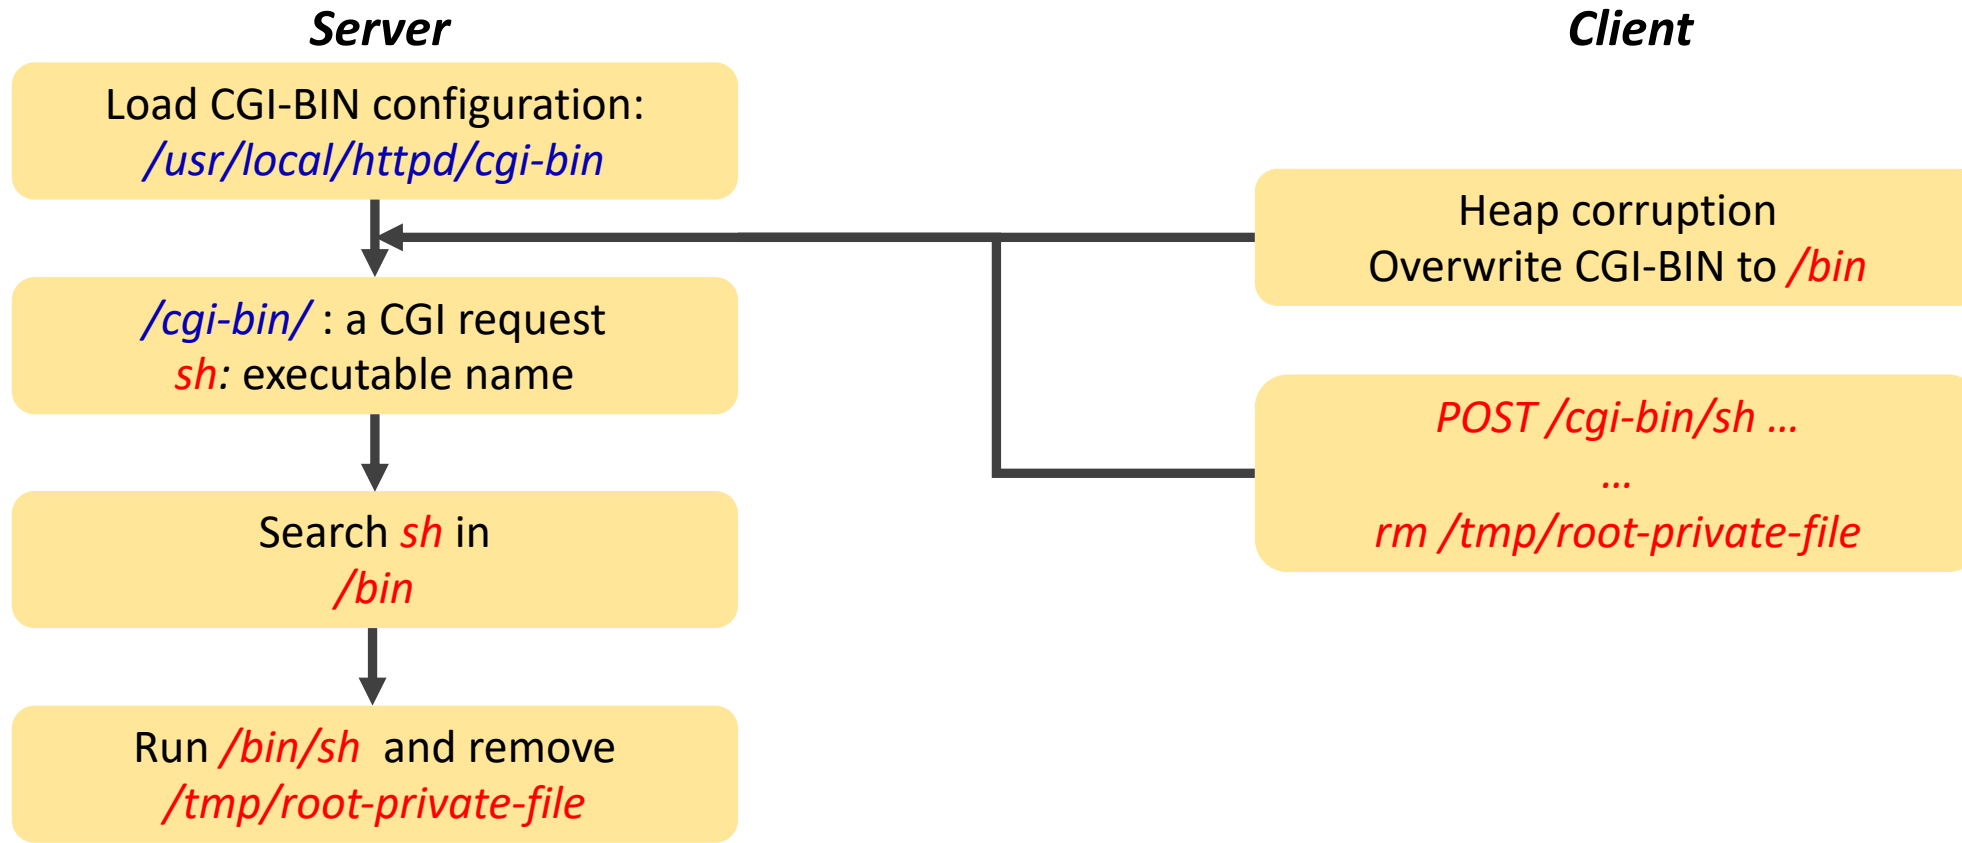 Server
Load CGI-BIN configuration:
/usr/local/httpd/cgi-bin
/cgi-bin/ : a CGI request
sh: executable name
Search sh in
/bin
Run /bin/sh and remove
/tmp/root-private-file
Client
Heap corruption
Overwrite CGI-BIN to /bin
POST /cgi-bin/sh …
…
rm /tmp/root-private-file